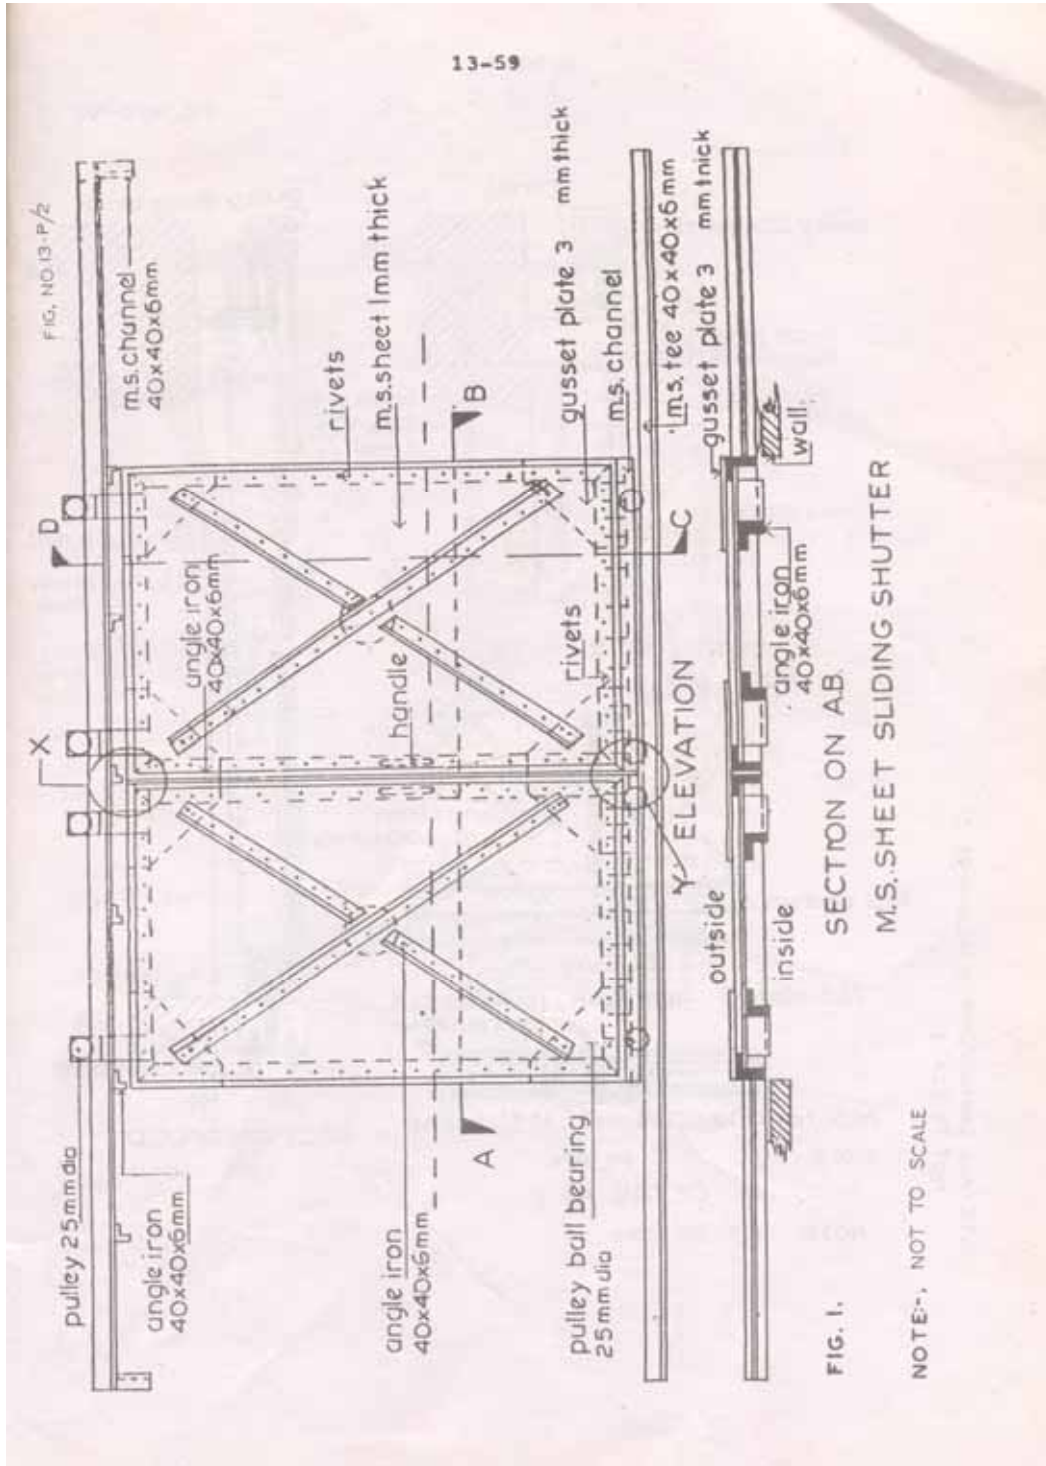 13-59
FIG. NO.13-P/2
m.s.channel
40x40x6mm
pulley 25mm dia
D
X
angle iron
40x40x6mm
angle iron
40x40x6mm
rivets
m.s.sheet 1mm thick
handle
A
B
angle iron
40x40x6mm
gusset plate 3 mm thick
m.s. channel
rivets
C
pulley ball bearing
25mm dia
m.s. tee 40x40x6mm
Y
ELEVATION
gusset plate 3 mm tnick
wall.
outside
inside
angle iron
40x40x6mm
SECTION ON A.B.
M.S. SHEET SLIDING SHUTTER
FIG. 1.
NOTE:-, NOT TO SCALE